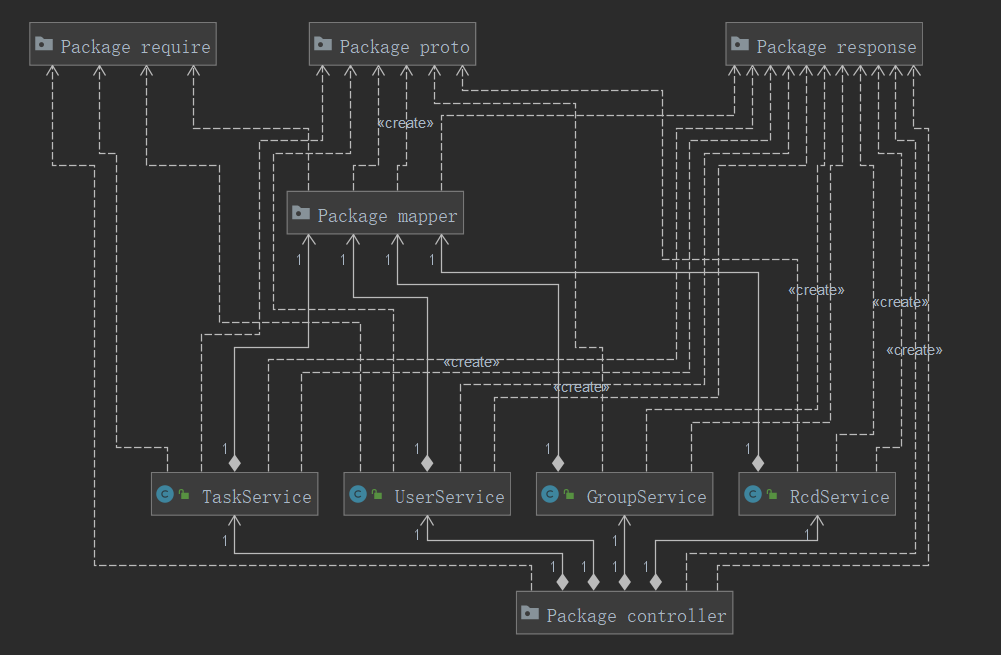 Package require
Package proto
Package response
«create»
Package mapper
1
1
1
1
«create»
«create»
«create»
«create»
«create»
1
1
1
1
C TaskService
C UserService
C GroupService
C RcdService
1
1
1
1
1
1
1
1
Package controller